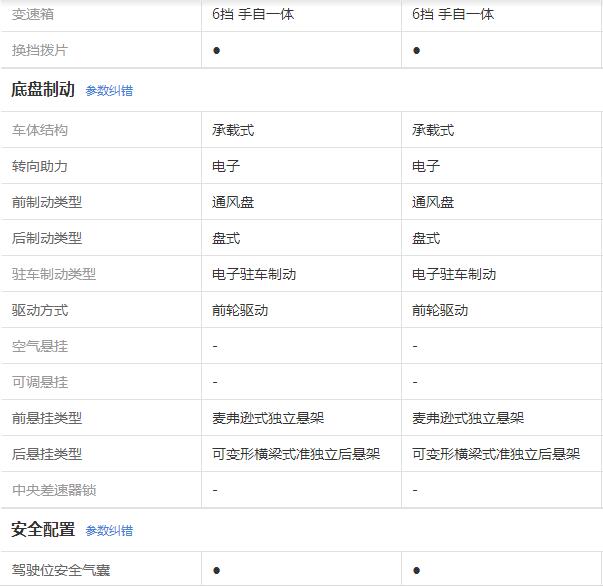 变速箱 6挡 手自一体 6挡 手自一体
换挡拨片 ● ●
底盘制动 参数纠错
车体结构 承载式 承载式
转向助力 电子 电子
前制动类型 通风盘 通风盘
后制动类型 盘式 盘式
驻车制动类型 电子驻车制动 电子驻车制动
驱动方式 前轮驱动 前轮驱动
空气悬挂 - -
可调悬挂 - -
前悬挂类型 麦弗逊式独立悬架 麦弗逊式独立悬架
后悬挂类型 可变形横梁式准独立后悬架 可变形横梁式准独立后悬架
中央差速器锁 - -
安全配置 参数纠错
驾驶位安全气囊 ● ●